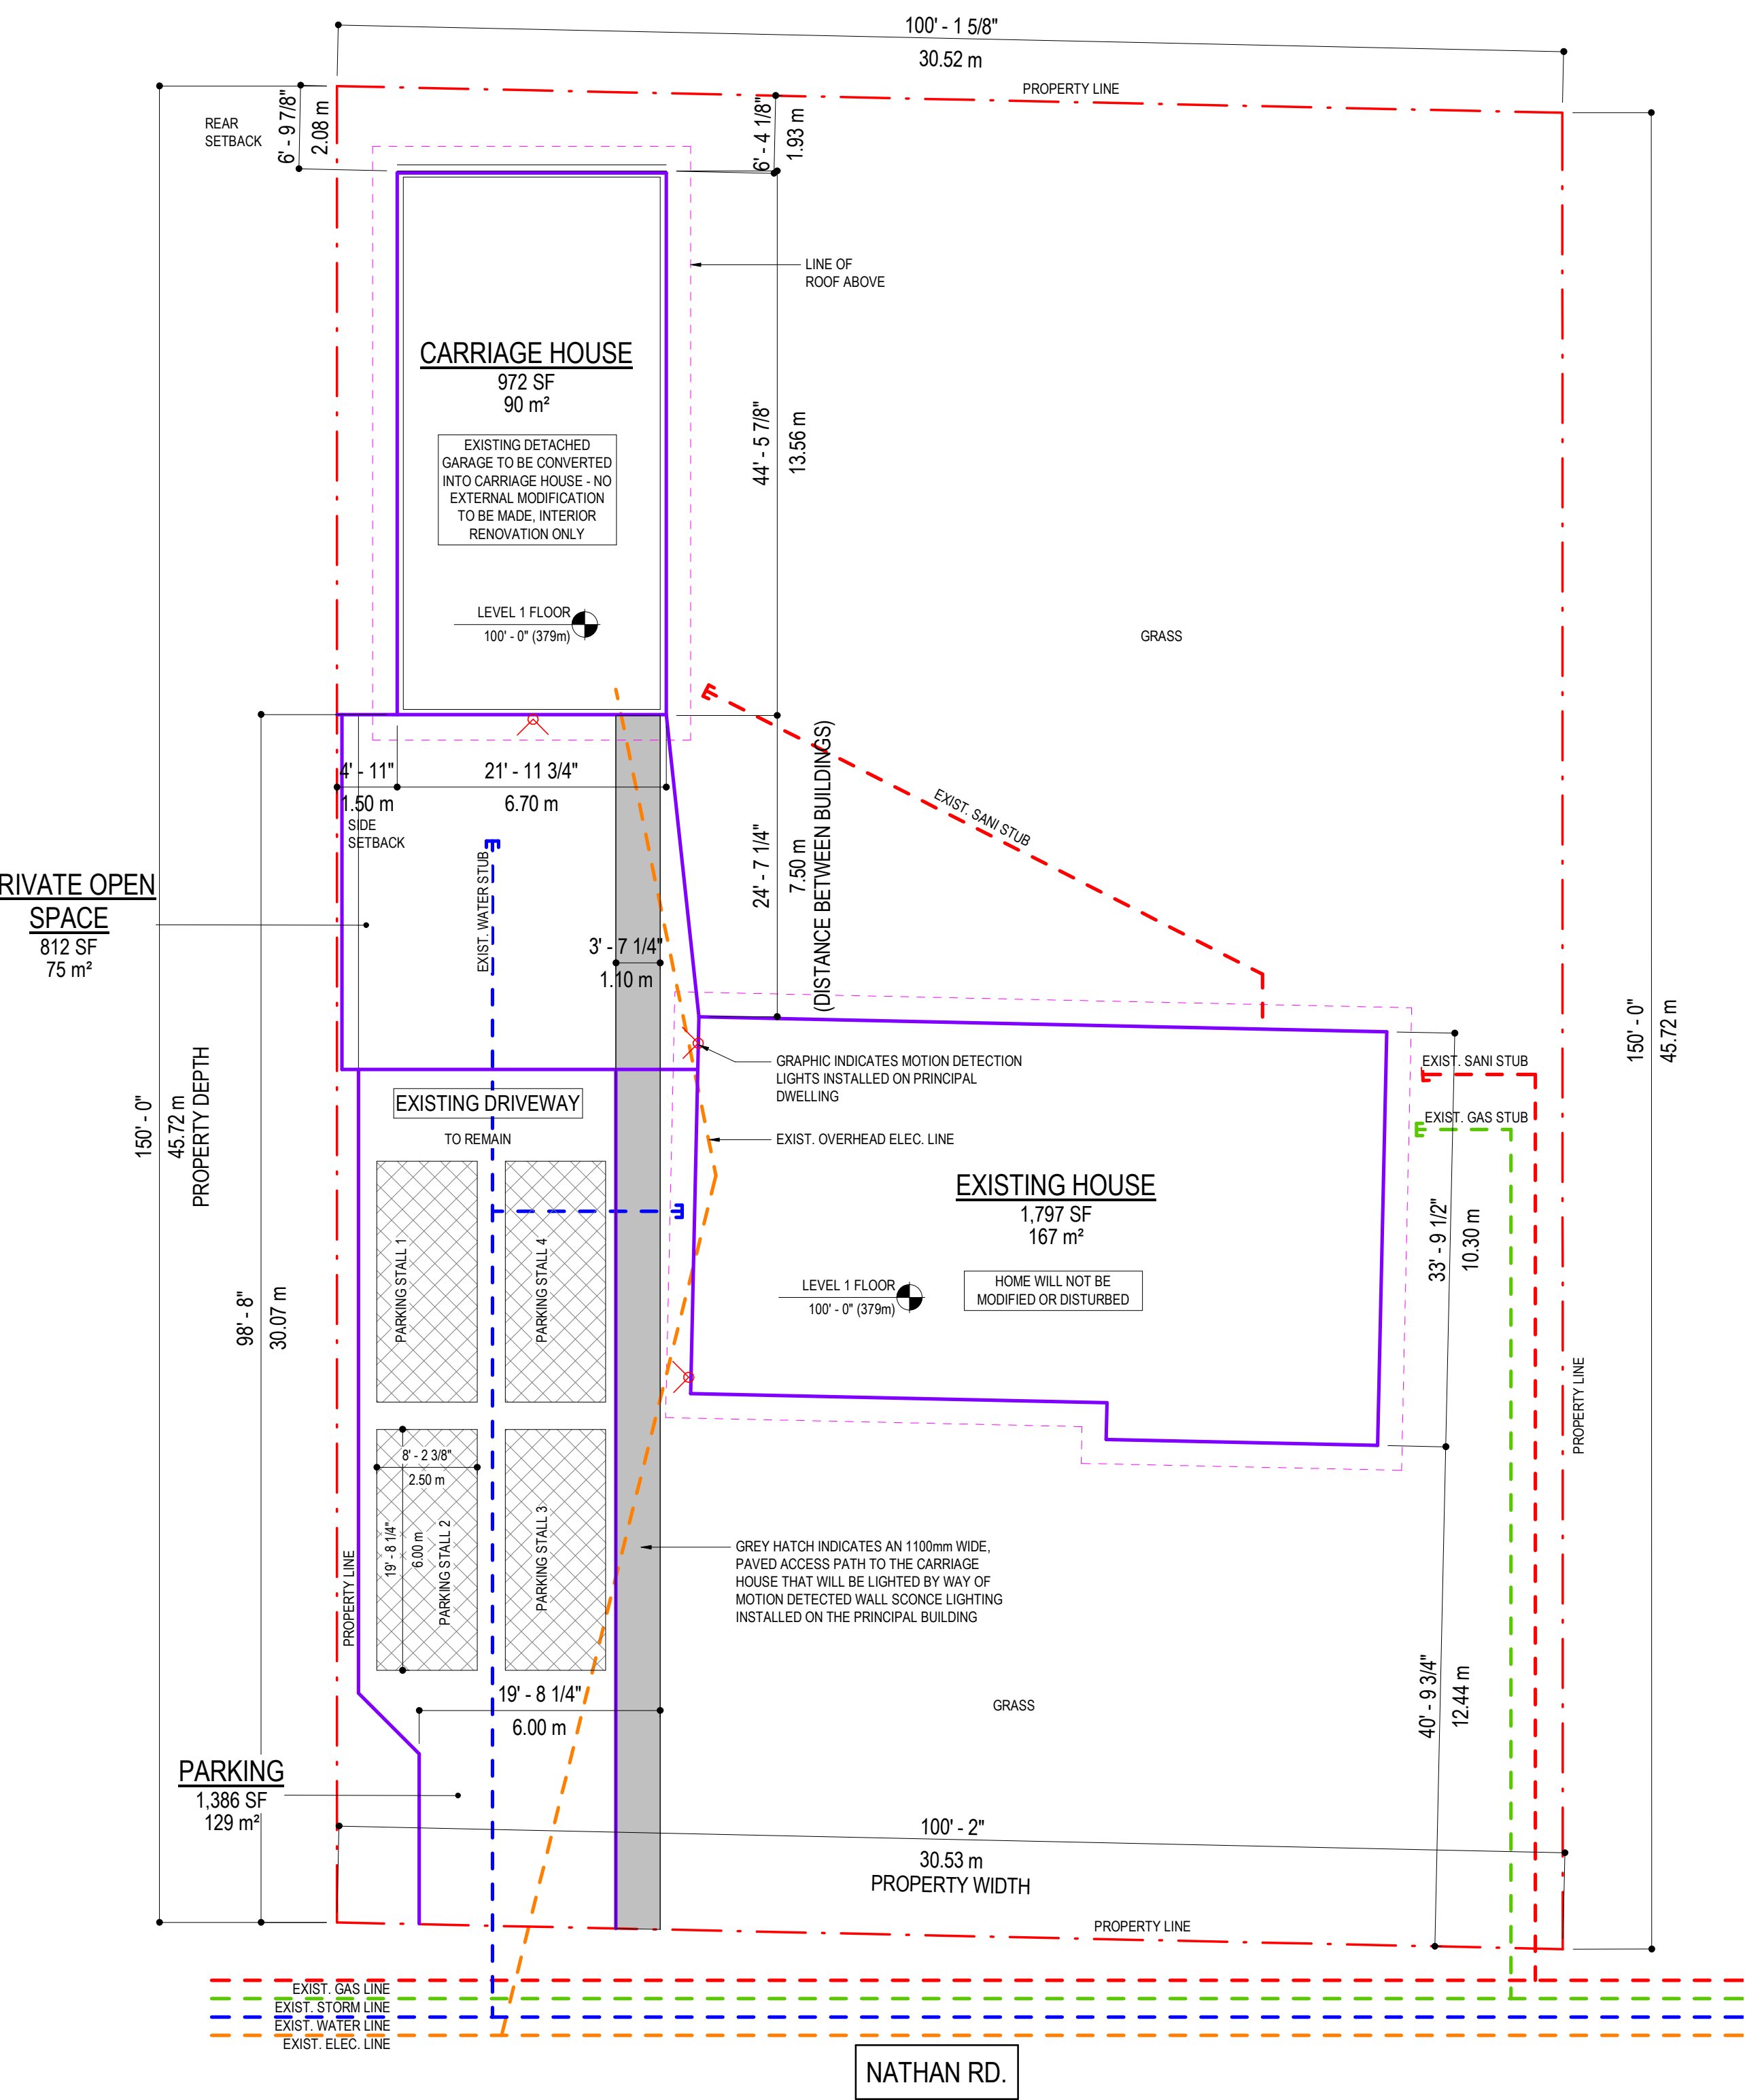 100' - 1 5/8"
30.52 m
PROPERTY LINE
REAR
SETBACK
6' - 9 7/8"
2.08 m
6' - 4 1/8"
1.93 m
LINE OF
ROOF ABOVE
CARRIAGE HOUSE
972 SF
90 m²
EXISTING DETACHED
GARAGE TO BE CONVERTED
INTO CARRIAGE HOUSE - NO
EXTERNAL MODIFICATION
TO BE MADE, INTERIOR
RENOVATION ONLY
44' - 5 7/8"
13.56 m
LEVEL 1 FLOOR
100' - 0" (379m)
GRASS
4' - 11"
1.50 m
SIDE
SETBACK
21' - 11 3/4"
6.70 m
24' - 7 1/4"
7.50 m
(DISTANCE BETWEEN BUILDINGS)
EXIST. SANI STUB
RIVATE OPEN
SPACE
812 SF
75 m²
EXIST. WATER STUB
3' - 7 1/4"
1.10 m
150' - 0"
45.72 m
PROPERTY DEPTH
150' - 0"
45.72 m
GRAPHIC INDICATES MOTION DETECTION
LIGHTS INSTALLED ON PRINCIPAL
DWELLING
EXIST. SANI STUB
EXISTING DRIVEWAY
TO REMAIN
EXIST. OVERHEAD ELEC. LINE
EXIST. GAS STUB
EXISTING HOUSE
1,797 SF
167 m²
33' - 9 1/2"
10.30 m
LEVEL 1 FLOOR
100' - 0" (379m)
HOME WILL NOT BE
MODIFIED OR DISTURBED
PARKING STALL 1
PARKING STALL 4
98' - 8"
30.07 m
PROPERTY LINE
8' - 2 3/8"
2.50 m
19' - 8 1/4"
6.00 m
PARKING STALL 2
PARKING STALL 3
PROPERTY LINE
GREY HATCH INDICATES AN 1100mm WIDE,
PAVED ACCESS PATH TO THE CARRIAGE
HOUSE THAT WILL BE LIGHTED BY WAY OF
MOTION DETECTED WALL SCONCE LIGHTING
INSTALLED ON THE PRINCIPAL BUILDING
19' - 8 1/4"
6.00 m
GRASS
40' - 9 3/4"
12.44 m
PARKING
1,386 SF
129 m²
100' - 2"
30.53 m
PROPERTY WIDTH
PROPERTY LINE
EXIST. GAS LINE
EXIST. STORM LINE
EXIST. WATER LINE
EXIST. ELEC. LINE
NATHAN RD.